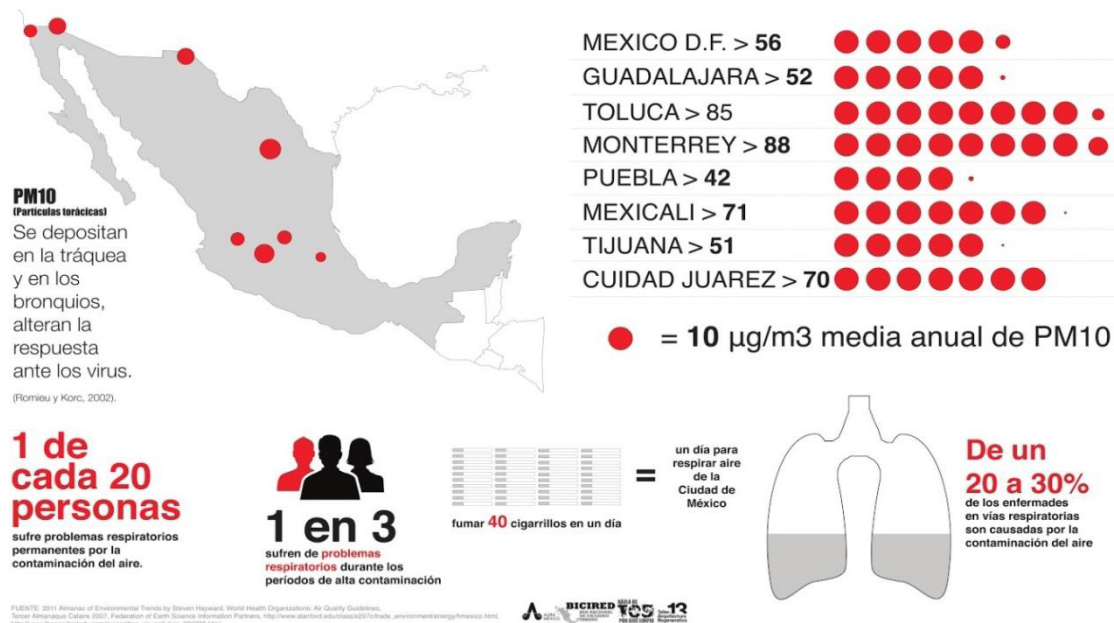 MEXICO D.F. > 56
GUADALAJARA > 52
TOLUCA > 85
MONTERREY > 88
PUEBLA > 42
MEXICALI > 71
TIJUANA > 51
CUIDAD JUAREZ > 70
= 10 µg/m3 media anual de PM10
PM10
(Partículas torácicas)
Se depositan
en la tráquea
y en los
bronquios,
alteran la
respuesta
ante los virus.
(Romieu y Korc, 2002).
1 de
cada 20
personas
sufre problemas respiratorios
permanentes por la
contaminación del aire.
1 en 3
sufren de problemas
respiratorios durante los
períodos de alta contaminación
fumar 40 cigarrillos en un día
=
un día para
respirar aire
de la
Ciudad de
México
De un
20 a 30%
de los enfermades
en vías respiratorias
son causadas por la
contaminación del aire
FUENTE: 2011 Almanac of Environmental Trends by Steven Hayward, World Health Organizations: Air Quality Guidelines,
Tercer Almanaque Calaire 2007, Federation of Earth Science Information Partners,
BICIRED
13